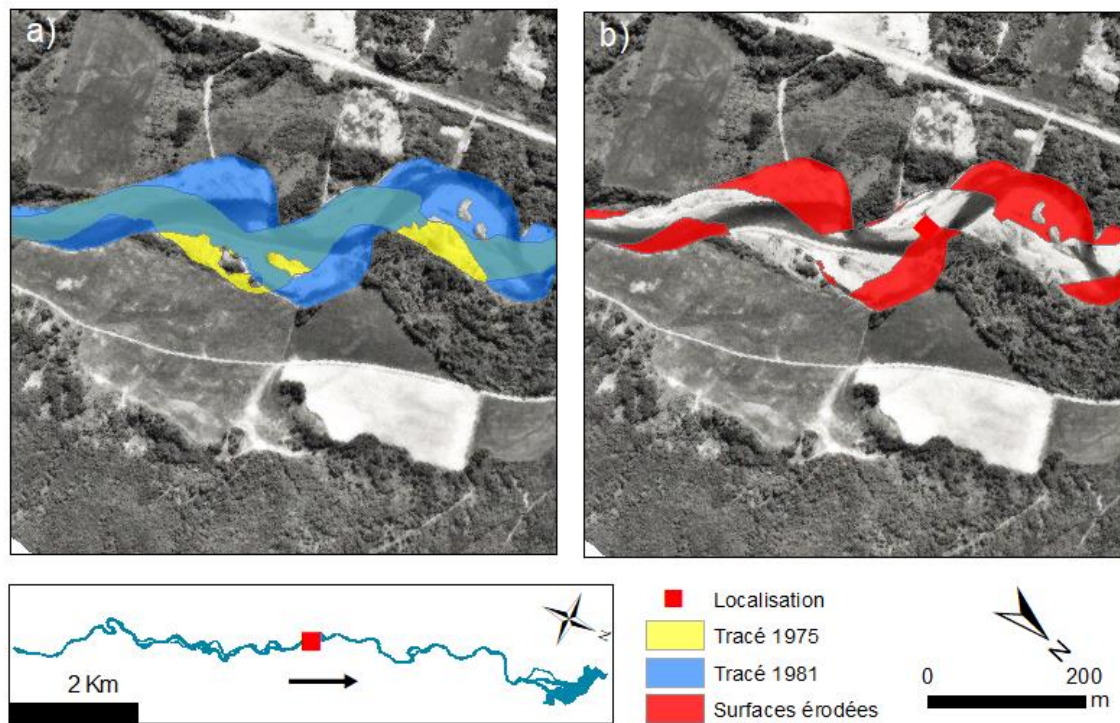 a)
b)
N
2 Km
Localisation
Tracé 1975
Tracé 1981
Surfaces érodées
N
0 200
m